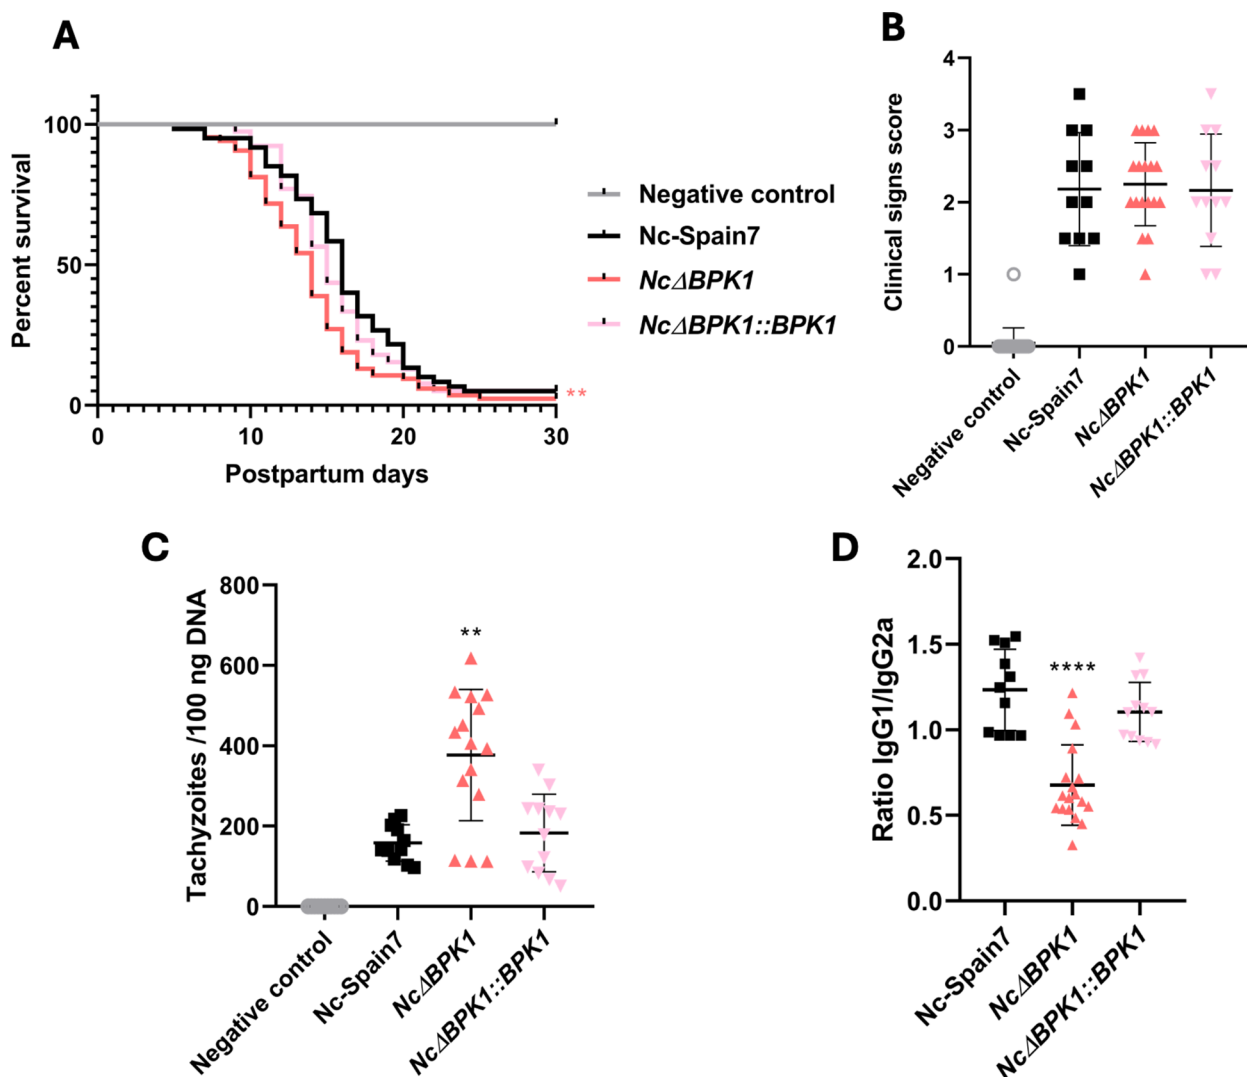 A
Percent survival
100
50
0
0
10
20
30
Postpartum days
**
Negative control
Nc-Spain7
NcΔBPK1
NcΔBPK1::BPK1
B
Clinical signs score
4
3
2
1
0
Negative control
Nc-Spain7
NcΔBPK1
NcΔBPK1::BPK1
C
Tachyzoites /100 ng DNA
800
600
400
200
0
**
Negative control
Nc-Spain7
NcΔBPK1
NcΔBPK1::BPK1
D
Ratio IgG1/IgG2a
2.0
1.5
1.0
0.5
0.0
****
Nc-Spain7
NcΔBPK1
NcΔBPK1::BPK1